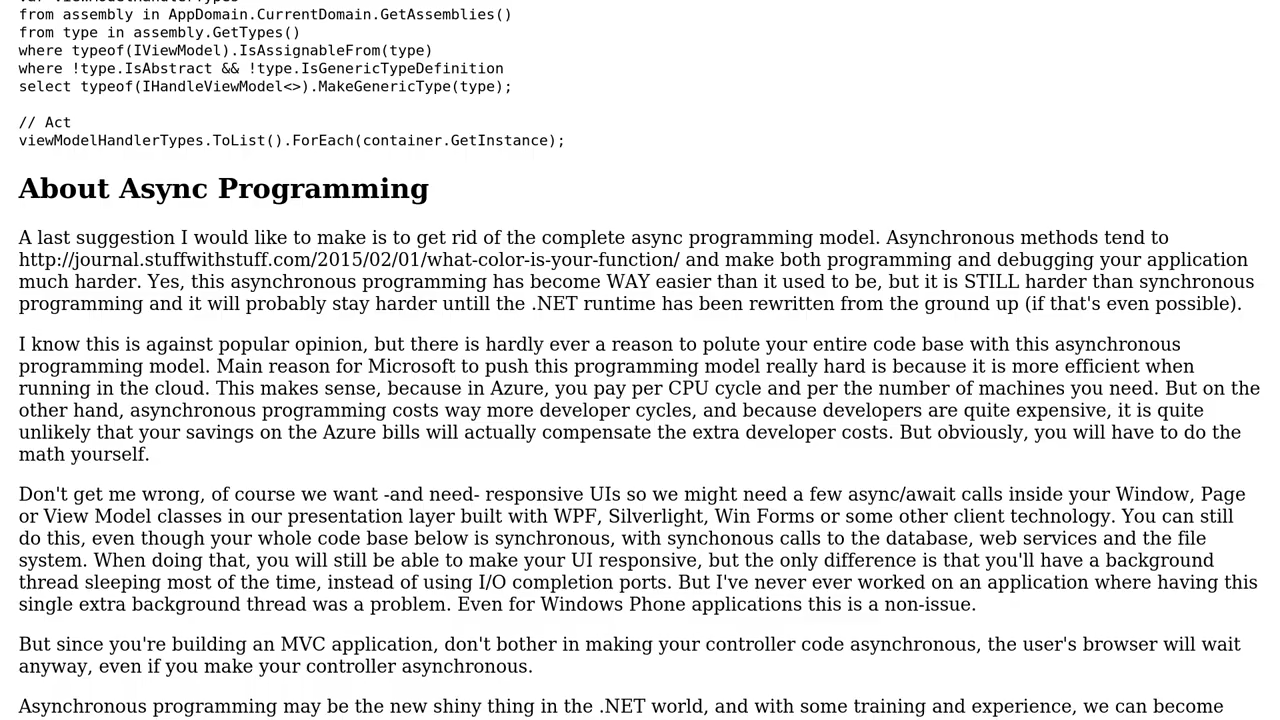 from assembly in AppDomain.CurrentDomain.GetAssemblies()
from type in assembly.GetTypes()
where typeof(IViewModel).IsAssignableFrom(type)
where !type.IsAbstract && !type.IsGenericTypeDefinition
select typeof(IHandleViewModel<>).MakeGenericType(type);
// Act
viewModelHandlerTypes.ToList().ForEach(container.GetInstance);
About Async Programming
A last suggestion I would like to make is to get rid of the complete async programming model. Asynchronous methods tend to
http://journal.stuffwithstuff.com/2015/02/01/what-color-is-your-function/ and make both programming and debugging your application
much harder. Yes, this asynchronous programming has become WAY easier than it used to be, but it is STILL harder than synchronous
programming and it will probably stay harder untill the .NET runtime has been rewritten from the ground up (if that's even possible).
I know this is against popular opinion, but there is hardly ever a reason to polute your entire code base with this asynchronous
programming model. Main reason for Microsoft to push this programming model really hard is because it is more efficient when
running in the cloud. This makes sense, because in Azure, you pay per CPU cycle and per the number of machines you need. But on the
other hand, asynchronous programming costs way more developer cycles, and because developers are quite expensive, it is quite
unlikely that your savings on the Azure bills will actually compensate the extra developer costs. But obviously, you will have to do the
math yourself.
Don't get me wrong, of course we want -and need- responsive UIs so we might need a few async/await calls inside your Window, Page
or View Model classes in our presentation layer built with WPF, Silverlight, Win Forms or some other client technology. You can still
do this, even though your whole code base below is synchronous, with synchonous calls to the database, web services and the file
system. When doing that, you will still be able to make your UI responsive, but the only difference is that you'll have a background
thread sleeping most of the time, instead of using I/O completion ports. But I've never ever worked on an application where having this
single extra background thread was a problem. Even for Windows Phone applications this is a non-issue.
But since you're building an MVC application, don't bother in making your controller code asynchronous, the user's browser will wait
anyway, even if you make your controller asynchronous.
Asynchronous programming may be the new shiny thing in the .NET world, and with some training and experience, we can become